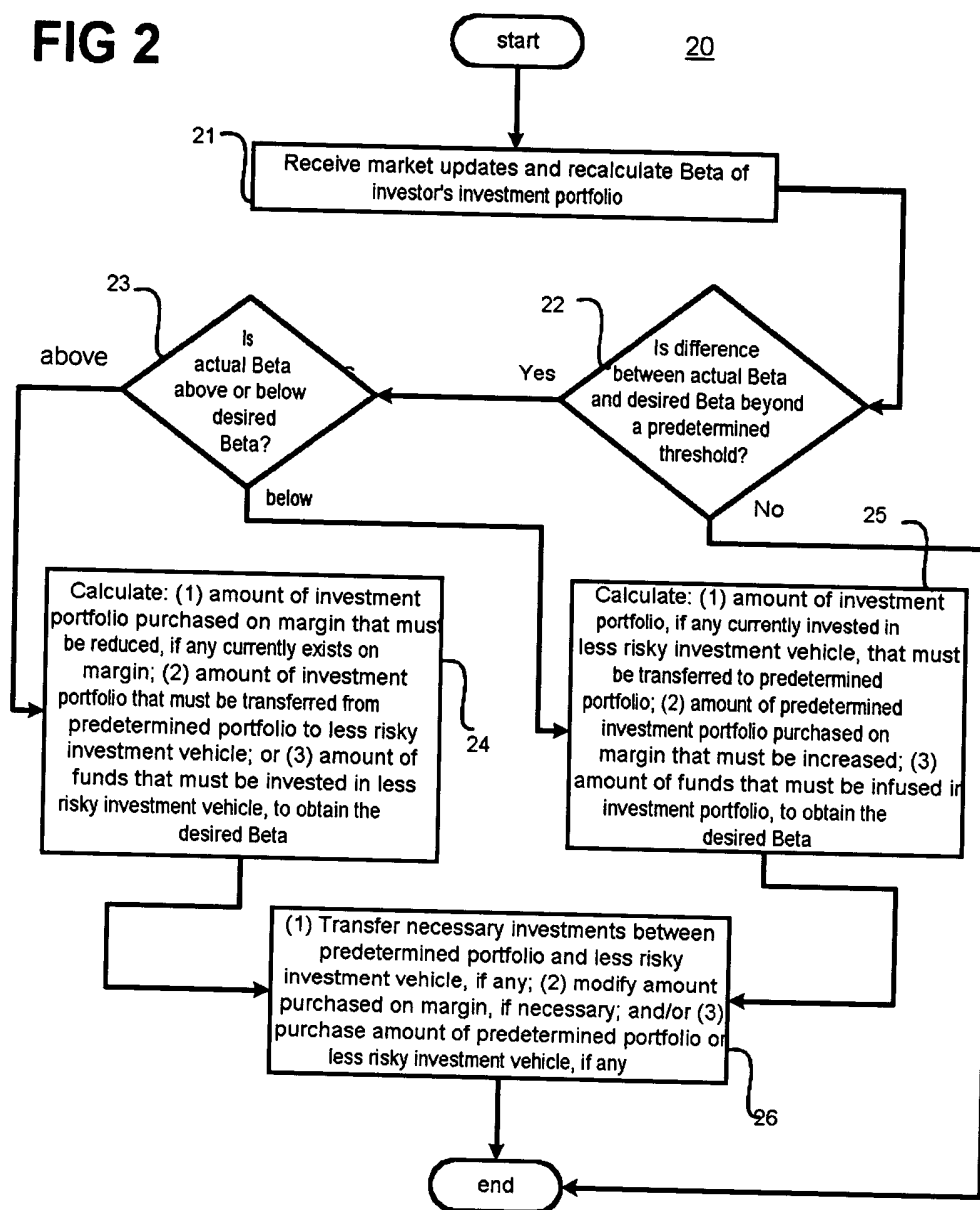 FIG 2
start
20
21
Receive market updates and recalculate Beta of
investor's investment portfolio
23
22
Is
actual Beta
above or below
desired
Beta?
above
Yes
Is difference
between actual Beta
and desired Beta beyond
a predetermined
threshold?
below
No
25
Calculate: (1) amount of investment
portfolio purchased on margin that must
be reduced, if any currently exists on
margin; (2) amount of investment
portfolio that must be transferred from
predetermined portfolio to less risky
investment vehicle; or (3) amount of
funds that must be invested in less
risky investment vehicle, to obtain the
desired Beta
24
Calculate: (1) amount of investment
portfolio, if any currently invested in
less risky investment vehicle, that must
be transferred to predetermined
portfolio; (2) amount of predetermined
investment portfolio purchased on
margin that must be increased; (3)
amount of funds that must be infused in
investment portfolio, to obtain the
desired Beta
(1) Transfer necessary investments between
predetermined portfolio and less risky
investment vehicle, if any; (2) modify amount
purchased on margin, if necessary; and/or (3)
purchase amount of predetermined portfolio or
less risky investment vehicle, if any
26
end